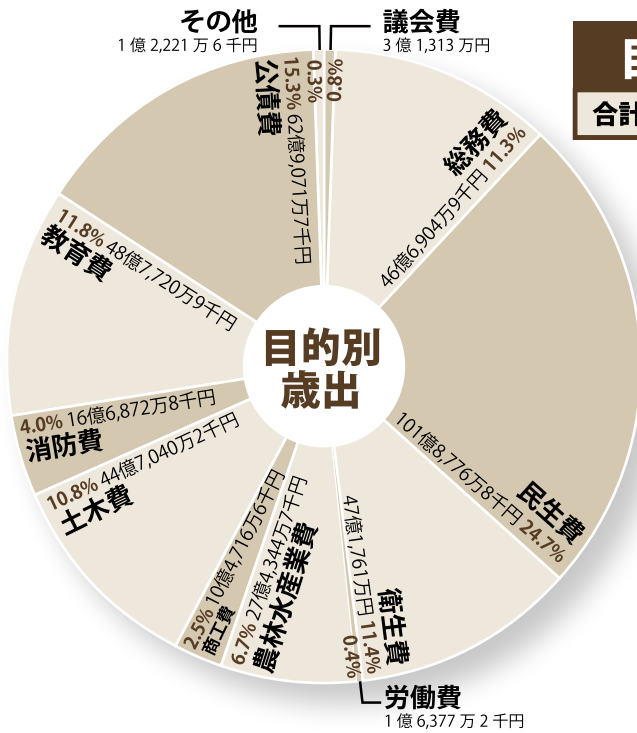 その他
1億2,221万6千円
議会費
3億1,313万円
0.3%
0.8%
総務費 11.3%
46億6,904万9千円
民生費 24.7%
101億8,776万8千円
衛生費 11.4%
47億1,761万円
0.4%
労働費
1億6,377万2千円
農林水産業費
6.7% 27億4,344万7千円
商工費
2.5% 10億4,716万6千円
土木費
10.8% 44億7,040万2千円
消防費
4.0% 16億6,872万8千円
教育費
11.8% 48億7,720万9千円
公債費
15.3% 62億9,071万7千円
目的別
歳出
合計